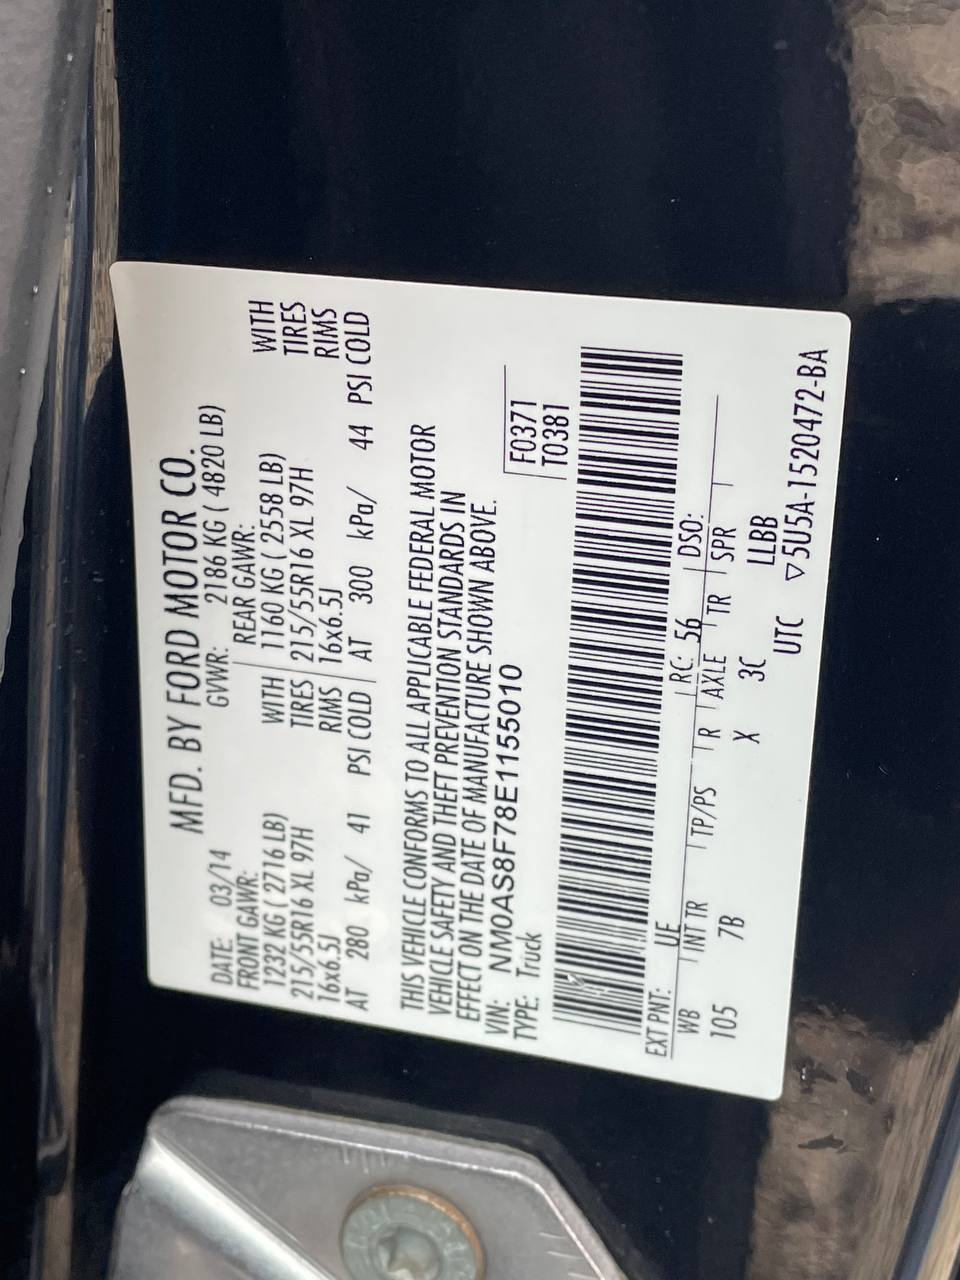 MFD. BY FORD MOTOR CO.
DATE: 03/14 GVWR: 2186 KG ( 4820 LB)
FRONT GAWR: REAR GAWR:
1232 KG ( 2716 LB) WITH 1160 KG ( 2558 LB) WITH
215/55R16 XL 97H TIRES 215/55R16 XL 97H TIRES
16x6.5J RIMS 16x6.5J RIMS
AT 280 kPa/ 41 PSI COLD AT 300 kPa/ 44 PSI COLD
THIS VEHICLE CONFORMS TO ALL APPLICABLE FEDERAL MOTOR
VEHICLE SAFETY AND THEFT PREVENTION STANDARDS IN
EFFECT ON THE DATE OF MANUFACTURE SHOWN ABOVE.
VIN: NM0AS8F78E1155010
TYPE: Truck
F0371
T0381
EXT PNT: UE RC: 56 DSO:
WB INT TR TP/PS R AXLE TR SPR
105 7B X 3C LLBB
UTC ▽5U5A-1520472-BA